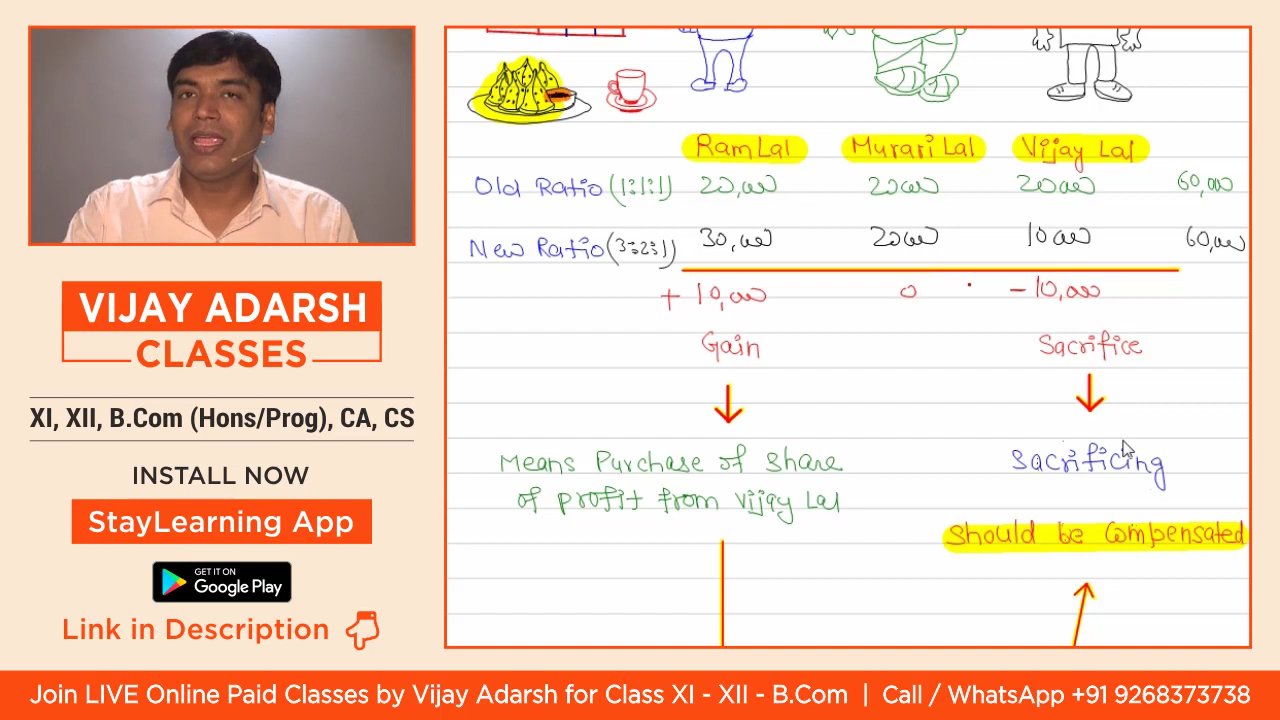 VIJAY ADARSH
CLASSES
XI, XII, B.Com (Hons/Prog), CA, CS
INSTALL NOW
StayLearning App
GET IT ON
Google Play
Link in Description
RamLal Murari Lal Vijay Lal
Old Ratio (1:1:1) 20,000 20000 20000 60,000
New Ratio (3:2:1) 30,000 20000 10000 60,000
+ 10,000 0 - 10,000
Gain Sacrifice
Means Purchase of Share
of profit from Vijay Lal
Sacrificing
Should be Compensated
Join LIVE Online Paid Classes by Vijay Adarsh for Class XI - XII - B.Com | Call / WhatsApp +91 9268373738